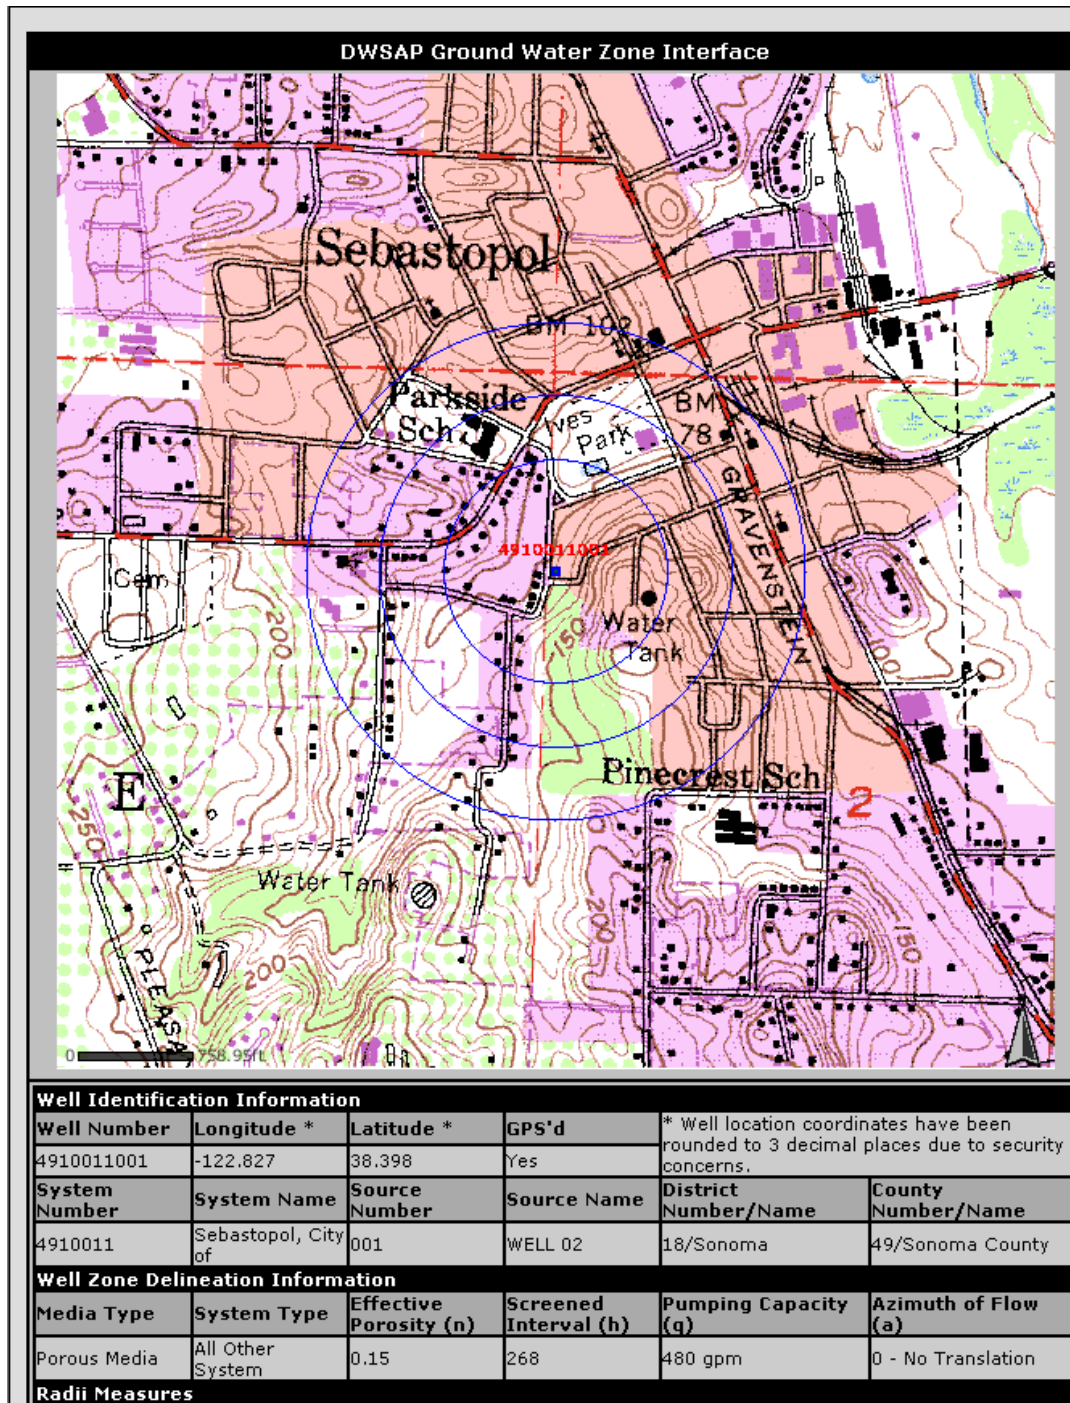 DWSAP Ground Water Zone Interface
Sebastopol
BM 102
Parkside
Sch
Ives
Park
BM
78
GRAVENSTEIN
4910011001
Cem
200
150
Water
Tank
200
E
Pinecrest Sch
2
250
Water Tank
200
150
200
PLEASA
0 758.95ft.
Well Identification Information
Well Number Longitude * Latitude * GPS'd * Well location coordinates have been
rounded to 3 decimal places due to security
concerns.
4910011001 -122.827 38.398 Yes
System Number System Name Source Number Source Name District Number/Name County Number/Name
4910011 Sebastopol, City of 001 WELL 02 18/Sonoma 49/Sonoma County
Well Zone Delineation Information
Media Type System Type Effective Porosity (n) Screened Interval (h) Pumping Capacity (q) Azimuth of Flow (a)
Porous Media All Other System 0.15 268 480 gpm 0 - No Translation
Radii Measures